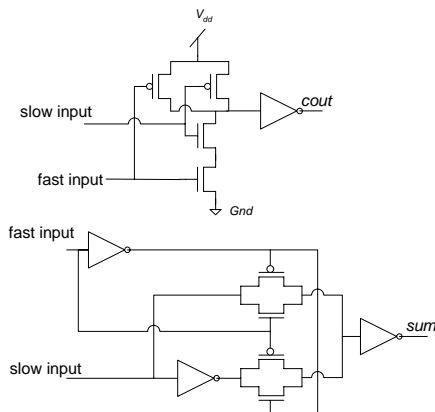 Vdd
cout
slow input
fast input
Gnd
fast input
sum
slow input